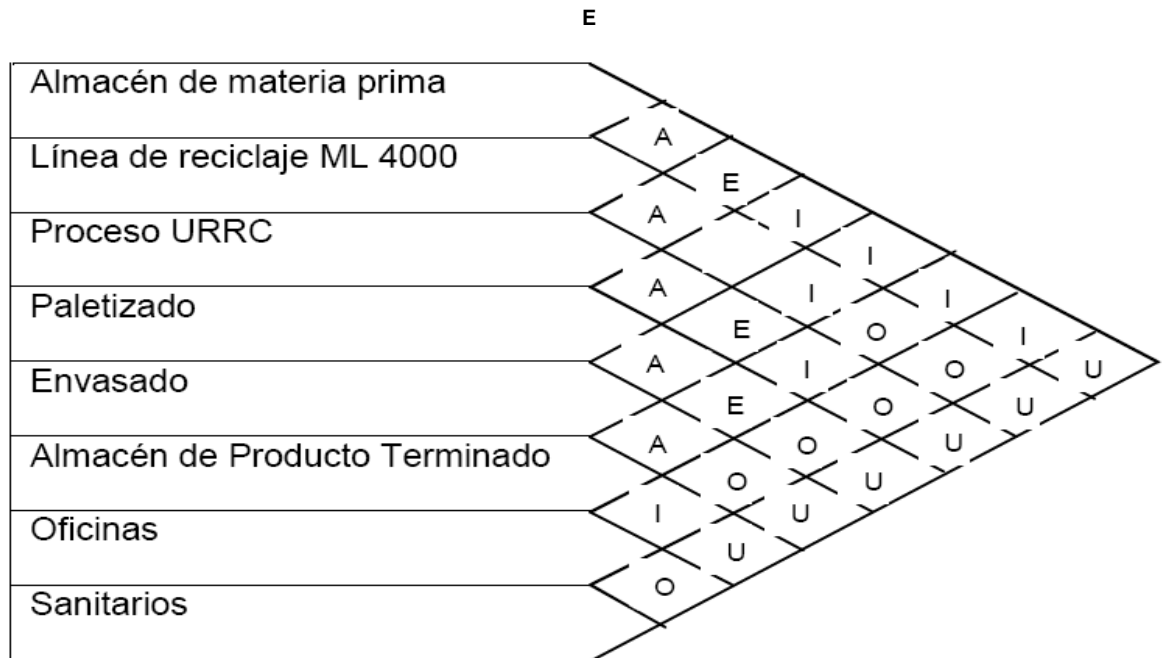 E
Almacén de materia prima
A
Línea de reciclaje ML 4000
E
A I
Proceso URRC
I
A I I
Paletizado
E O I
A I O U
Envasado
E O U
A O U
Almacén de Producto Terminado
O U
I U
Oficinas
U
O
Sanitarios